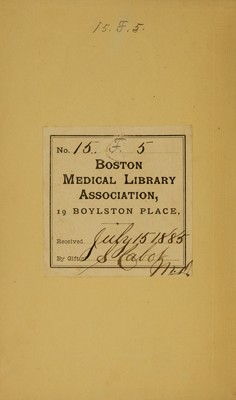 15. F. 5.
No. 15. F. 5
BOSTON
MEDICAL LIBRARY
ASSOCIATION,
19 BOYLSTON PLACE,
Received July 15 1885
By Gift of S Cabot
M.D.